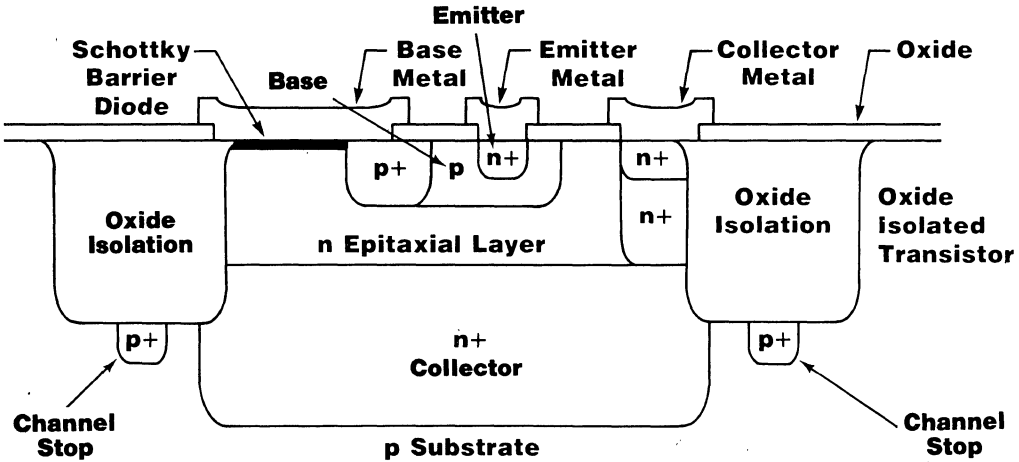 Emitter
Schottky
Barrier
Diode
Base
Base
Metal
Emitter
Metal
Collector
Metal
Oxide
p+
p
n+
n+
n+
Oxide
Isolation
n Epitaxial Layer
Oxide
Isolation
Oxide
isolated
Transistor
p+
n+
Collector
p+
Channel
Stop
p Substrate
Channel
Stop